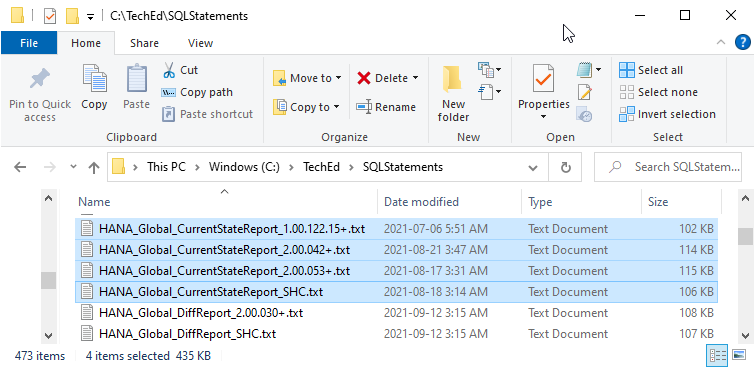 C:\TechEd\SQLStatements
File Home Share View
Pin to Quick access
Copy
Paste
Cut
Copy path
Paste shortcut
Clipboard
Move to
Copy to
Delete
Rename
Organize
New folder
New
Properties
Open
Select all
Select none
Invert selection
Select
This PC > Windows (C:) > TechEd > SQLStatements
Search SQLStatem...
Name Date modified Type Size
HANA_Global_CurrentStateReport_1.00.122.15+.txt 2021-07-06 5:51 AM Text Document 102 KB
HANA_Global_CurrentStateReport_2.00.042+.txt 2021-08-21 3:47 AM Text Document 114 KB
HANA_Global_CurrentStateReport_2.00.053+.txt 2021-08-17 3:31 AM Text Document 115 KB
HANA_Global_CurrentStateReport_SHC.txt 2021-08-18 3:14 AM Text Document 106 KB
HANA_Global_DiffReport_2.00.030+.txt 2021-09-12 3:15 AM Text Document 108 KB
HANA_Global_DiffReport_SHC.txt 2021-09-12 3:15 AM Text Document 107 KB
473 items 4 items selected 435 KB